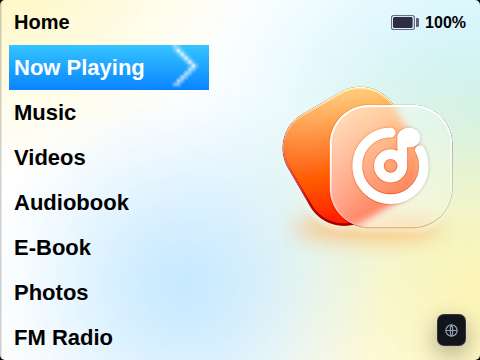 Home
100%
Now Playing
Music
Videos
Audiobook
E-Book
Photos
FM Radio